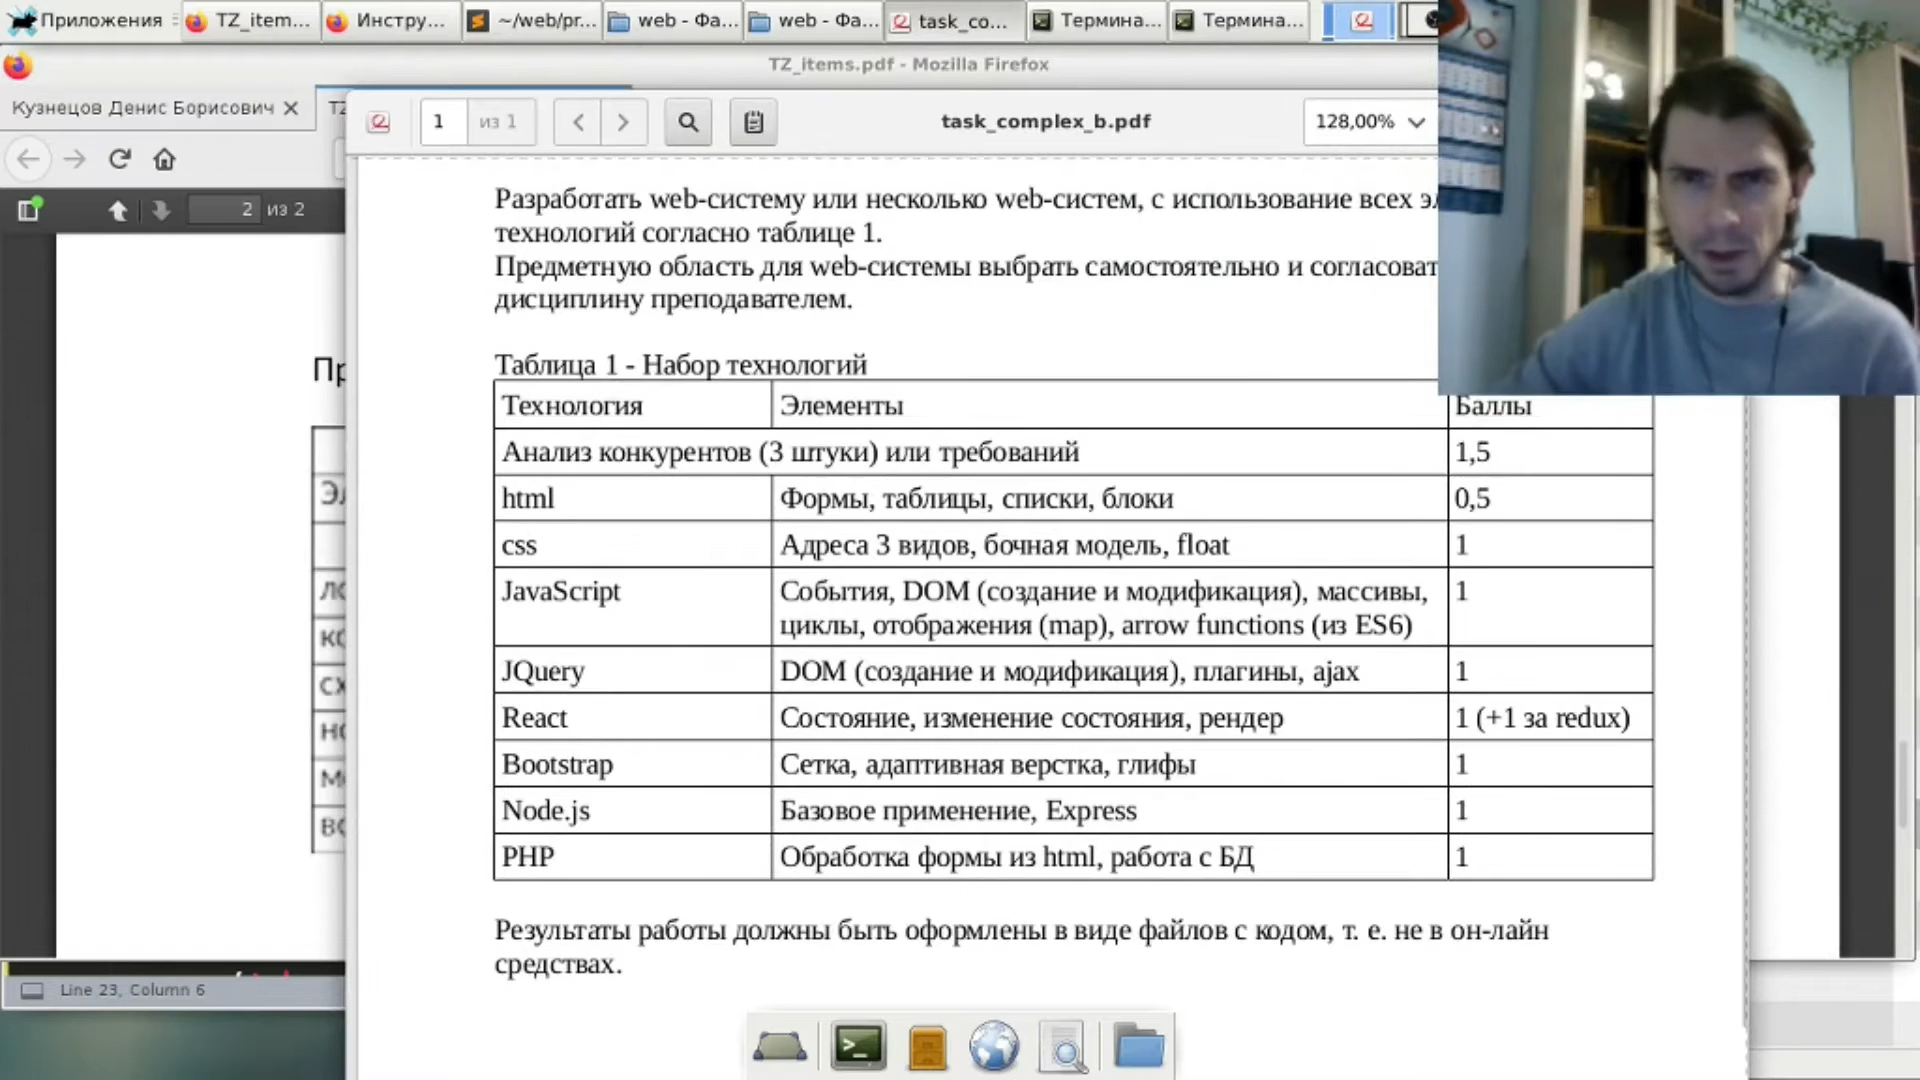 Приложения
TZ_item...
Инстру...
~/web/pr...
web - Фа...
web - Фа...
task_co...
Термина...
Термина...
TZ_items.pdf - Mozilla Firefox
Кузнецов Денис Борисович
TZ
1 из 1
task_complex_b.pdf
128,00%
2 из 2
Разработать web-систему или несколько web-систем, с использование всех эл
технологий согласно таблице 1.
Предметную область для web-системы выбрать самостоятельно и согласоват
дисциплину преподавателем.
Таблица 1 - Набор технологий
Технология Элементы Баллы
Анализ конкурентов (3 штуки) или требований 1,5
html Формы, таблицы, списки, блоки 0,5
css Адреса 3 видов, бочная модель, float 1
JavaScript События, DOM (создание и модификация), массивы, 1
циклы, отображения (map), arrow functions (из ES6)
JQuery DOM (создание и модификация), плагины, ajax 1
React Состояние, изменение состояния, рендер 1 (+1 за redux)
Bootstrap Сетка, адаптивная верстка, глифы 1
Node.js Базовое применение, Express 1
PHP Обработка формы из html, работа с БД 1
Результаты работы должны быть оформлены в виде файлов с кодом, т. е. не в он-лайн
средствах.
Line 23, Column 6